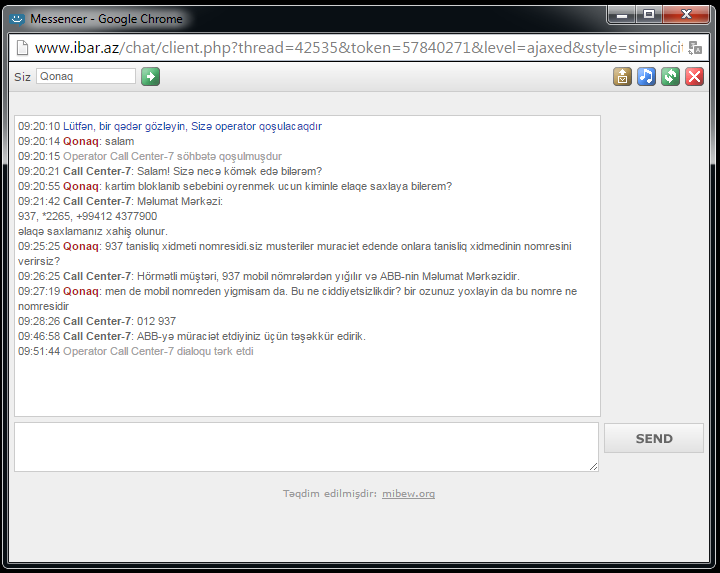 Messencer - Google Chrome
www.ibar.az/chat/client.php?thread=42535&token=57840271&level=ajaxed&style=simplicit
Siz Qonaq
09:20:10 Lütfən, bir qədər gözləyin, Sizə operator qoşulacaqdır
09:20:14 Qonaq: salam
09:20:15 Operator Call Center-7 söhbətə qoşulmuşdur
09:20:21 Call Center-7: Salam! Sizə necə kömək edə bilərəm?
09:20:55 Qonaq: kartim bloklanib sebebini oyrenmek ucun kiminle elaqe saxlaya bilerem?
09:21:42 Call Center-7: Məlumat Mərkəzi:
937, *2265, +99412 4377900
əlaqə saxlamanız xahiş olunur.
09:25:25 Qonaq: 937 tanisliq xidmeti nomresidi.siz musteriler muraciet edende onlara tanisliq xidmedinin nomresini
verirsiz?
09:26:25 Call Center-7: Hörmətli müştəri, 937 mobil nömrələrdən yığılır və ABB-nin Məlumat Mərkəzidir.
09:27:19 Qonaq: men de mobil nomreden yigmisam da. Bu ne ciddiyetsizlikdir? bir ozunuz yoxlayin da bu nomre ne
nomresidir
09:28:26 Call Center-7: 012 937
09:46:58 Call Center-7: ABB-yə müraciət etdiyiniz üçün təşəkkür edirik.
09:51:44 Operator Call Center-7 dialoqu tərk etdi
SEND
Təqdim edilmişdir: mibew.org